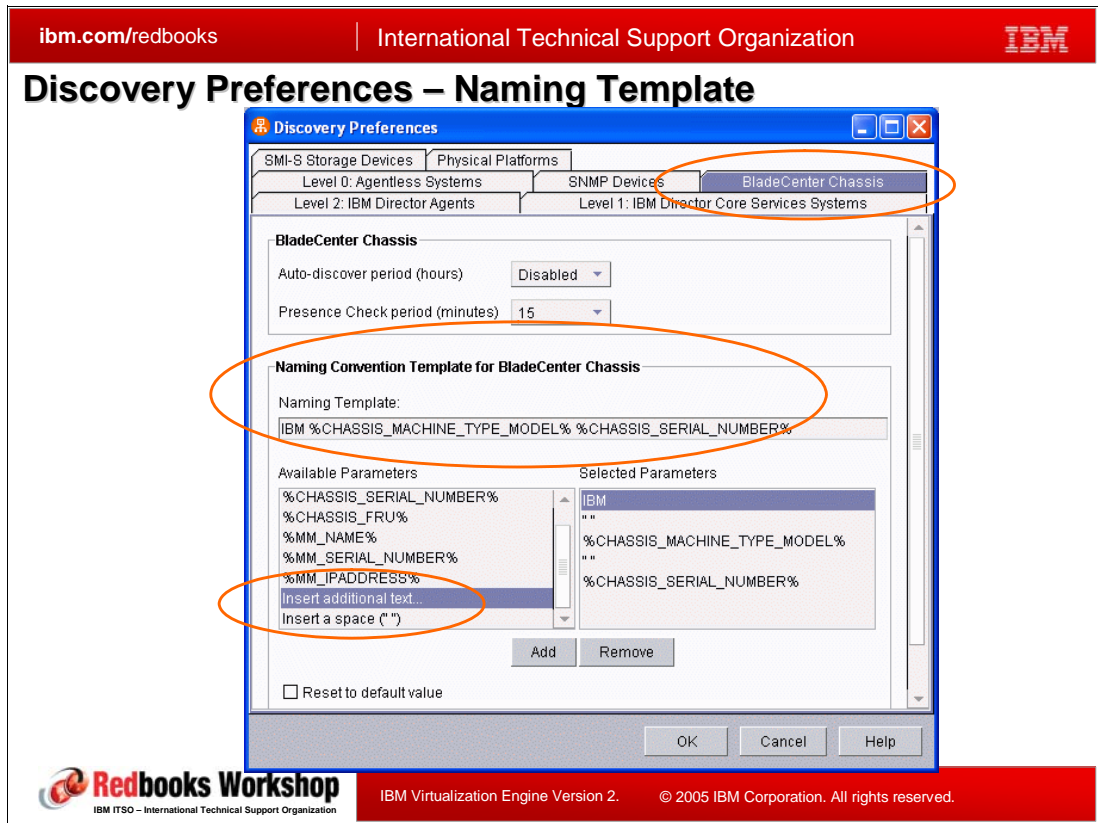 ibm.com/redbooks
International Technical Support Organization
IBM
Discovery Preferences – Naming Template
Discovery Preferences
SMI-S Storage Devices
Physical Platforms
Level 0: Agentless Systems
SNMP Devices
BladeCenter Chassis
Level 2: IBM Director Agents
Level 1: IBM Director Core Services Systems
BladeCenter Chassis
Auto-discover period (hours)
Disabled
Presence Check period (minutes)
15
Naming Convention Template for BladeCenter Chassis
Naming Template:
IBM %CHASSIS_MACHINE_TYPE_MODEL% %CHASSIS_SERIAL_NUMBER%
Available Parameters
%CHASSIS_SERIAL_NUMBER%
%CHASSIS_FRU%
%MM_NAME%
%MM_SERIAL_NUMBER%
%MM_IPADDRESS%
Insert additional text...
Insert a space (" ")
Selected Parameters
IBM
" "
%CHASSIS_MACHINE_TYPE_MODEL%
" "
%CHASSIS_SERIAL_NUMBER%
Add
Remove
Reset to default value
OK
Cancel
Help
Redbooks Workshop
IBM ITSO – International Technical Support Organization
IBM Virtualization Engine Version 2.
© 2005 IBM Corporation. All rights reserved.